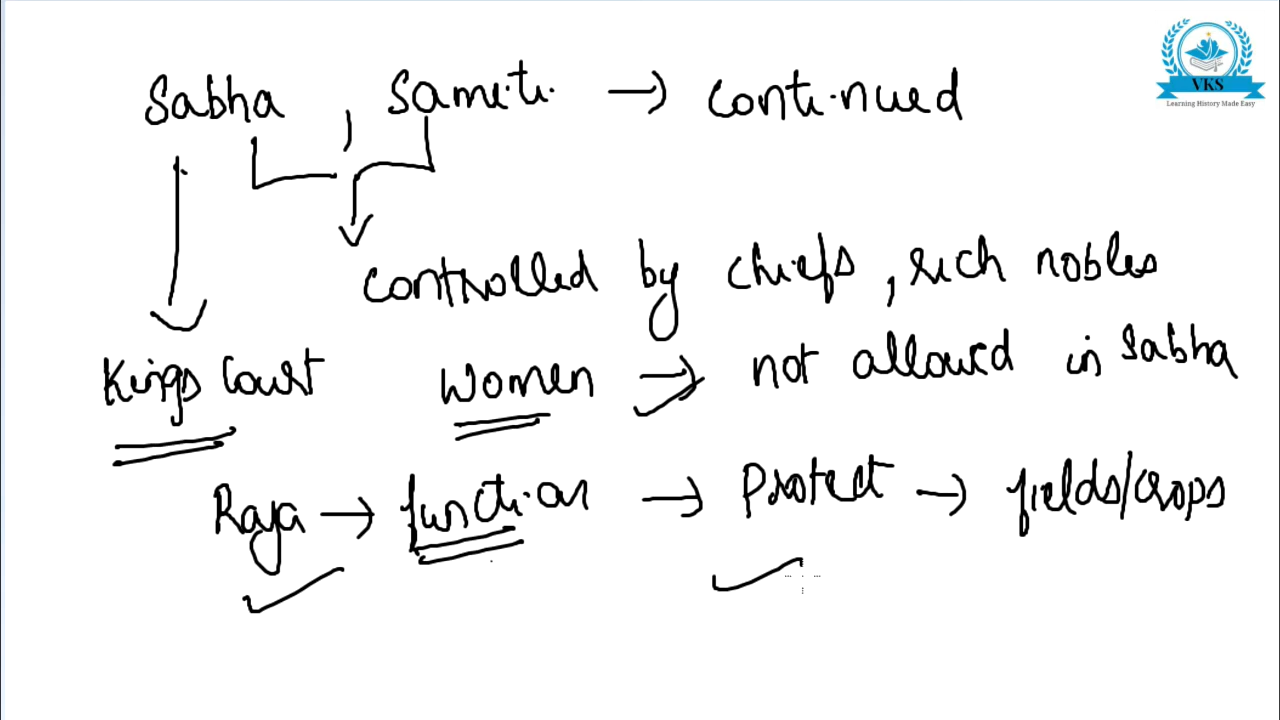 VKS
Learning History Made Easy
Sabha , Samiti → continued
controlled by chiefs, rich nobles
Kings Court Women → not allowed in Sabha
Raja → function → Protect → fields/crops